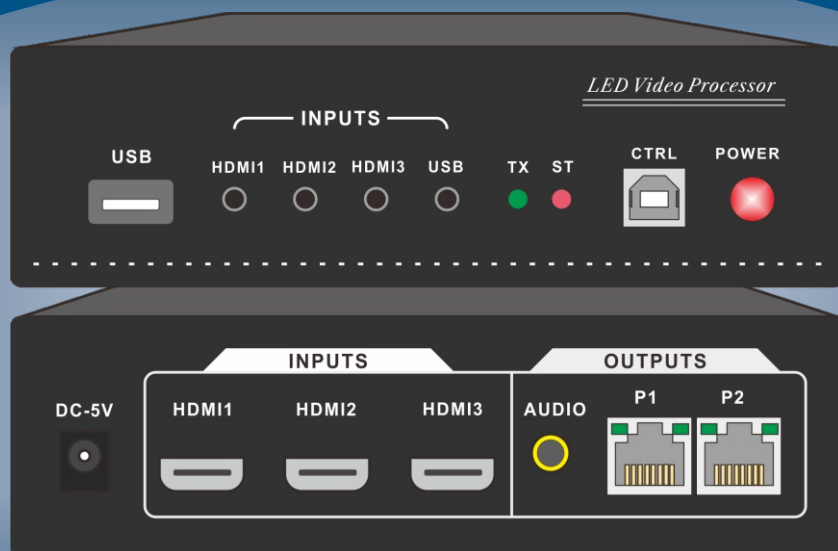 LED Video Processor
INPUTS
USB
HDMI1 HDMI2 HDMI3 USB TX ST CTRL POWER
INPUTS OUTPUTS
DC-5V
HDMI1 HDMI2 HDMI3 AUDIO P1 P2